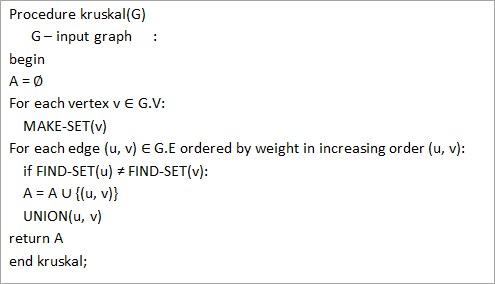 Procedure kruskal(G)
G – input graph :
begin
A = Ø
For each vertex v ∈ G.V:
MAKE-SET(v)
For each edge (u, v) ∈ G.E ordered by weight in increasing order (u, v):
if FIND-SET(u) ≠ FIND-SET(v):
A = A ∪ {(u, v)}
UNION(u, v)
return A
end kruskal;